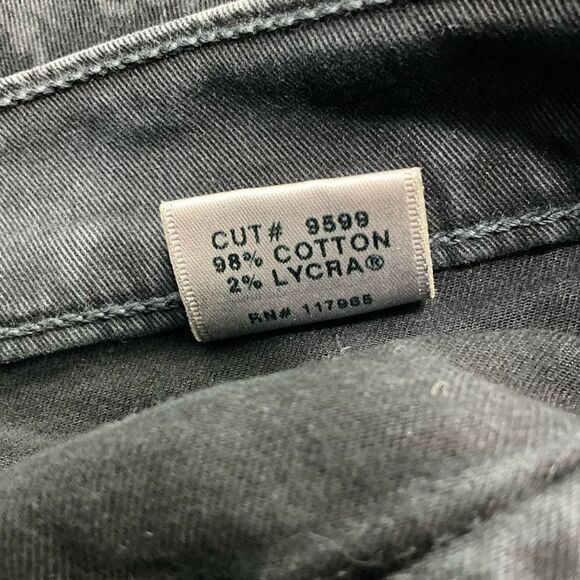 CUT# 9599
98% COTTON
2% LYCRA®
RN# 117965